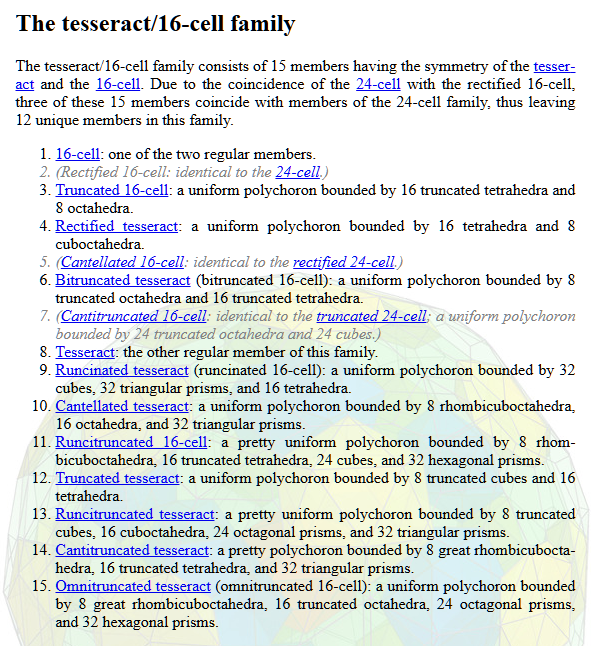 The tesseract/16-cell family
The tesseract/16-cell family consists of 15 members having the symmetry of the tesser-
act and the 16-cell. Due to the coincidence of the 24-cell with the rectified 16-cell,
three of these 15 members coincide with members of the 24-cell family, thus leaving
12 unique members in this family.
1. 16-cell: one of the two regular members.
2. (Rectified 16-cell: identical to the 24-cell.)
3. Truncated 16-cell: a uniform polychoron bounded by 16 truncated tetrahedra and
8 octahedra.
4. Rectified tesseract: a uniform polychoron bounded by 16 tetrahedra and 8
cuboctahedra.
5. (Cantellated 16-cell: identical to the rectified 24-cell.)
6. Bitruncated tesseract (bitruncated 16-cell): a uniform polychoron bounded by 8
truncated octahedra and 16 truncated tetrahedra.
7. (Cantitruncated 16-cell: identical to the truncated 24-cell; a uniform polychoron
bounded by 24 truncated octahedra and 24 cubes.)
8. Tesseract: the other regular member of this family.
9. Runcinated tesseract (runcinated 16-cell): a uniform polychoron bounded by 32
cubes, 32 triangular prisms, and 16 tetrahedra.
10. Cantellated tesseract: a uniform polychoron bounded by 8 rhombicuboctahedra,
16 octahedra, and 32 triangular prisms.
11. Runcitruncated 16-cell: a pretty uniform polychoron bounded by 8 rhom-
bicuboctahedra, 16 truncated tetrahedra, 24 cubes, and 32 hexagonal prisms.
12. Truncated tesseract: a uniform polychoron bounded by 8 truncated cubes and 16
tetrahedra.
13. Runcitruncated tesseract: a pretty uniform polychoron bounded by 8 truncated
cubes, 16 cuboctahedra, 24 octagonal prisms, and 32 triangular prisms.
14. Cantitruncated tesseract: a pretty polychoron bounded by 8 great rhombicubocta-
hedra, 16 truncated tetrahedra, and 32 triangular prisms.
15. Omnitruncated tesseract (omnitruncated 16-cell): a uniform polychoron bounded
by 8 great rhombicuboctahedra, 16 truncated octahedra, 24 octagonal prisms,
and 32 hexagonal prisms.